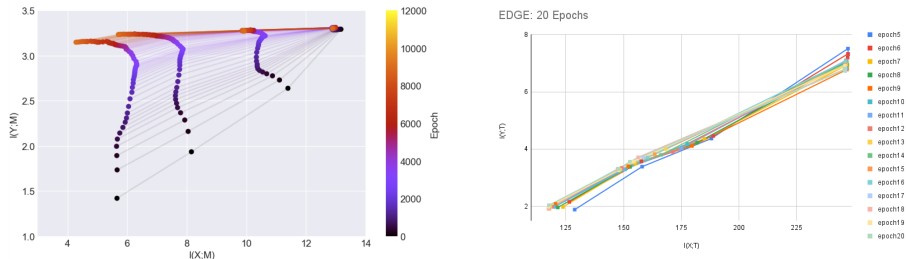 3.5
3.0
2.5
2.0
1.5
1.0
I(Y;M)
4
6
8
10
12
14
I(X;M)
12000
10000
8000
6000
4000
2000
0
Epoch
EDGE: 20 Epochs
8
6
4
2
I(Y;T)
125
150
175
200
225
I(X;T)
epoch5
epoch6
epoch7
epoch8
epoch9
epoch10
epoch11
epoch12
epoch13
epoch14
epoch15
epoch16
epoch17
epoch18
epoch19
epoch20